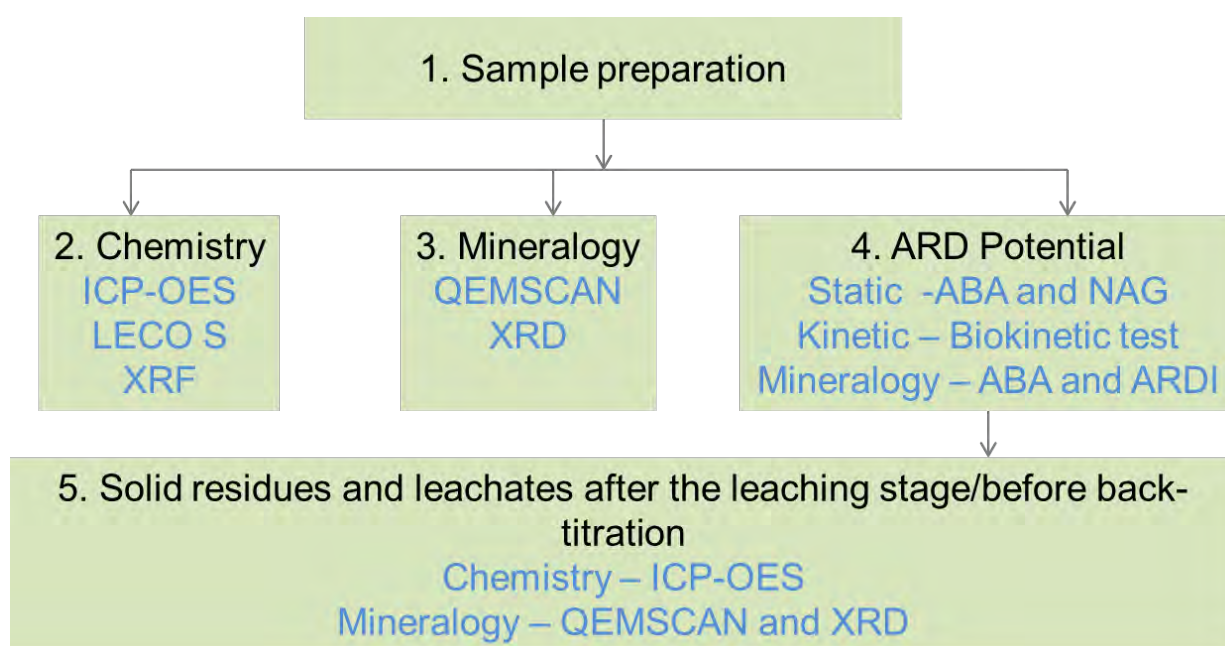 1. Sample preparation
2. Chemistry
ICP-OES
LECO S
XRF
3. Mineralogy
QEMSCAN
XRD
4. ARD Potential
Static -ABA and NAG
Kinetic – Biokinetic test
Mineralogy – ABA and ARDI
5. Solid residues and leachates after the leaching stage/before back-
titration
Chemistry – ICP-OES
Mineralogy – QEMSCAN and XRD